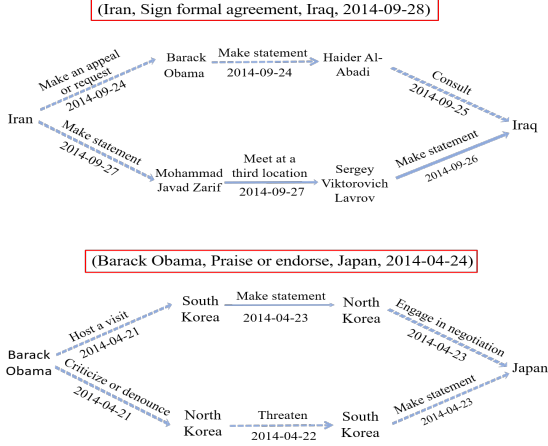 (Iran, Sign formal agreement, Iraq, 2014-09-28)
Make an appeal
or request
2014-09-24
Barack
Obama
Make statement
2014-09-24
Haider Al-
Abadi
Consult
2014-09-25
Iran
Iraq
Make statement
2014-09-27
Mohammad
Javad Zarif
Meet at a
third location
2014-09-27
Sergey
Viktorovich
Lavrov
Make statement
2014-09-26
(Barack Obama, Praise or endorse, Japan, 2014-04-24)
Host a visit
2014-04-21
South
Korea
Make statement
2014-04-23
North
Korea
Engage in negotiation
2014-04-23
Barack
Obama
Japan
Criticize or denounce
2014-04-21
North
Korea
Threaten
2014-04-22
South
Korea
Make statement
2014-04-23